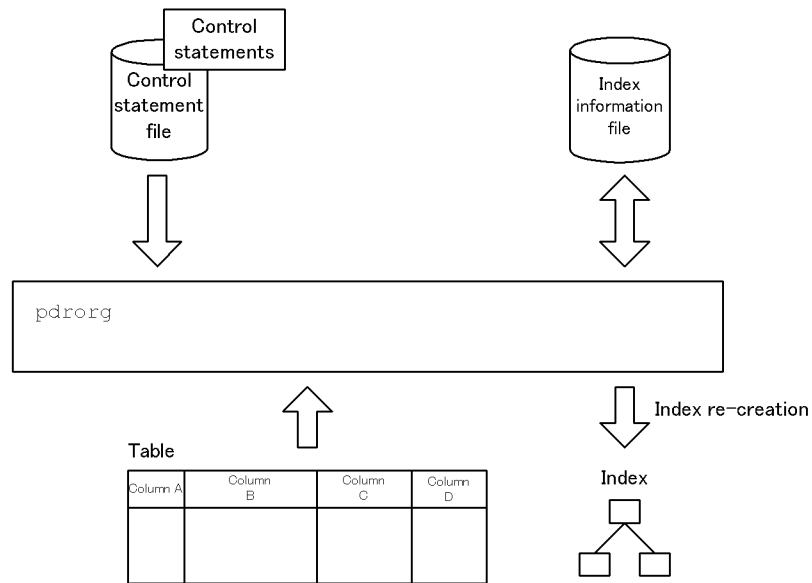 Control
statements
Control
statement
file
Index
information
file
pdrorg
Index re-creation
Table
Column A
Column
B
Column
C
Column
D
Index